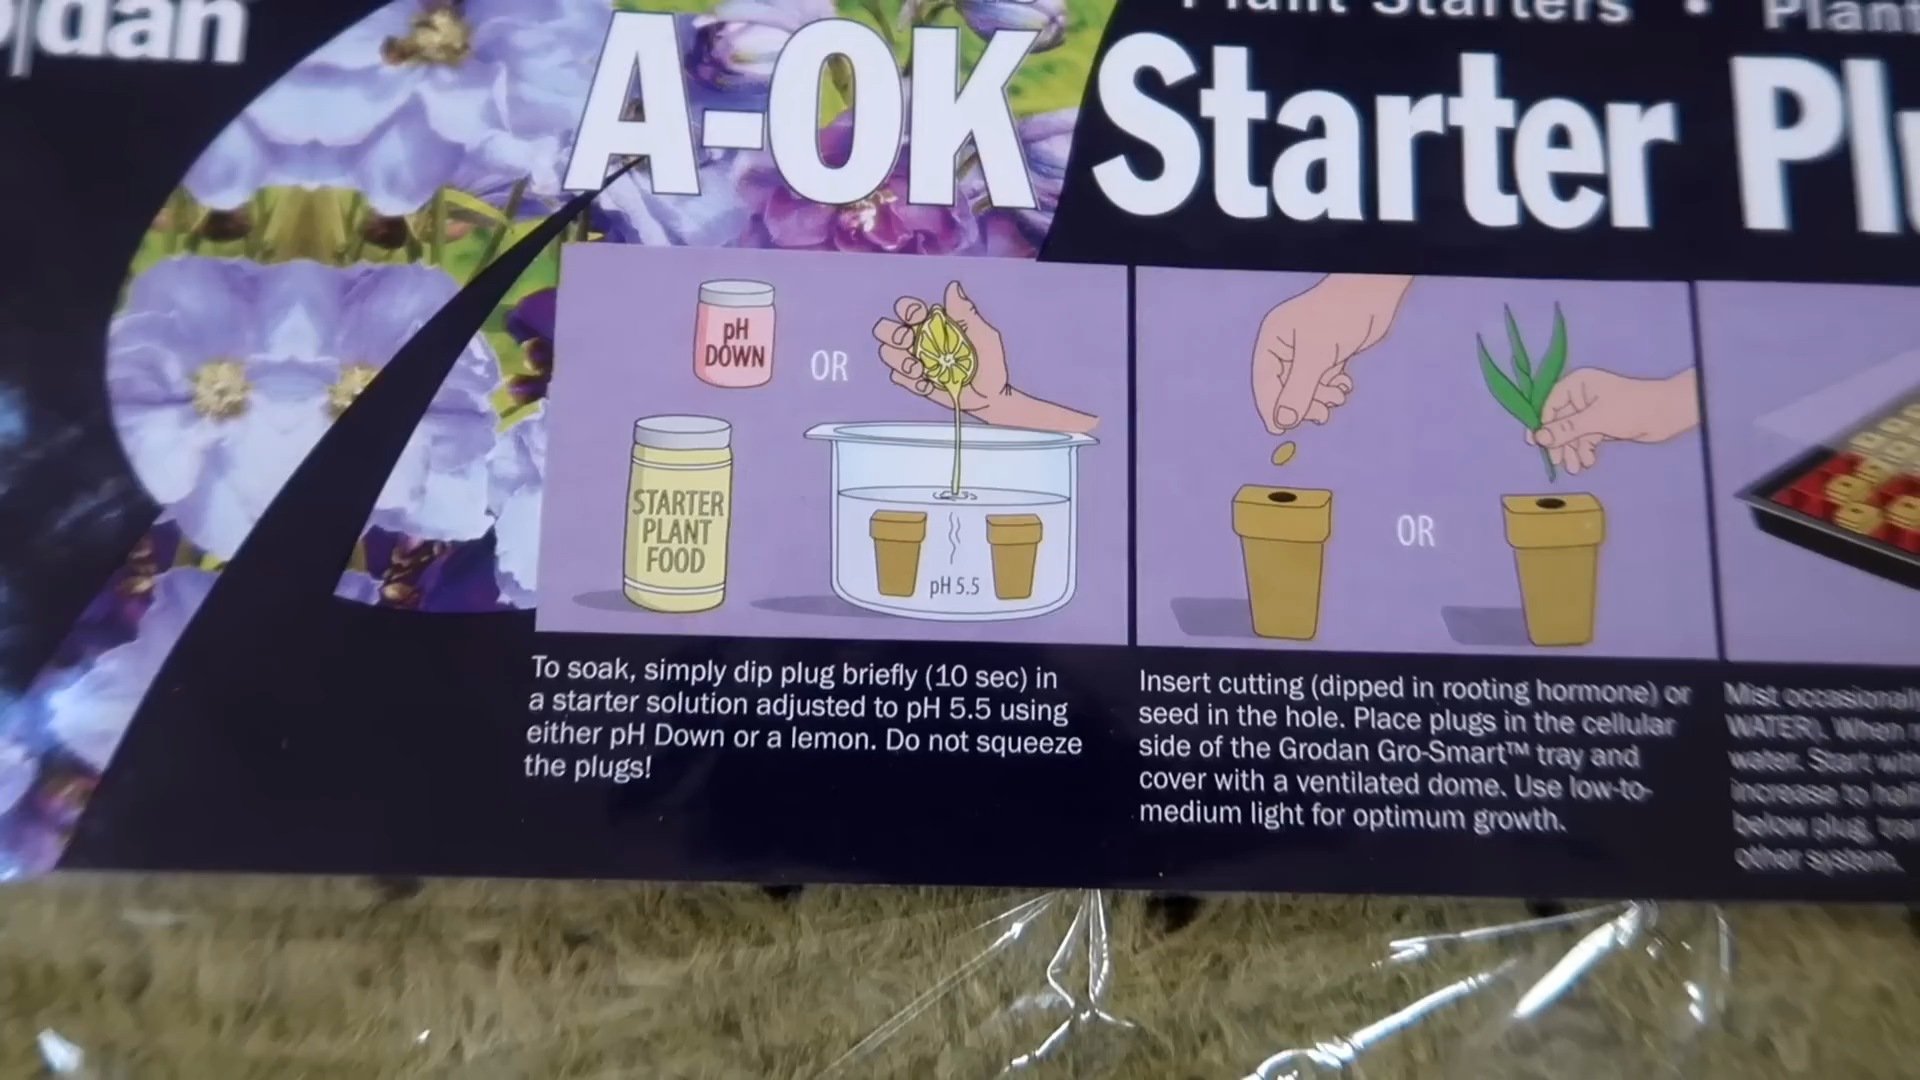 dan
Plant Starters • Plant
A-OK Starter Pl
pH
DOWN
OR
STARTER
PLANT
FOOD
pH 5.5
OR
To soak, simply dip plug briefly (10 sec) in
a starter solution adjusted to pH 5.5 using
either pH Down or a lemon. Do not squeeze
the plugs!
Insert cutting (dipped in rooting hormone) or
seed in the hole. Place plugs in the cellular
side of the Grodan Gro-Smart™ tray and
cover with a ventilated dome. Use low-to-
medium light for optimum growth.
Mist occasionally
WATER). When
water. Start with
increase to half
below plug,
other system.